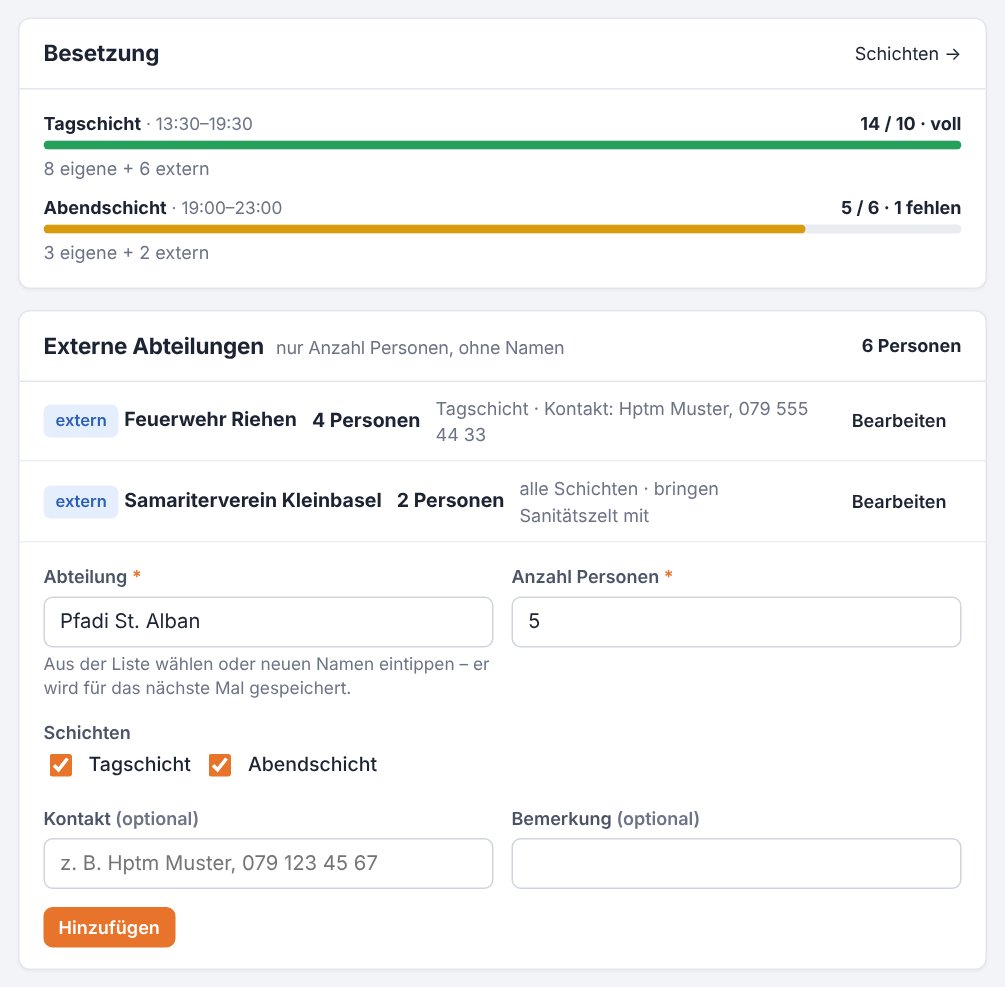 Besetzung
Schichten →
Tagschicht · 13:30–19:30
14 / 10 · voll
8 eigene + 6 extern
Abendschicht · 19:00–23:00
5 / 6 · 1 fehlen
3 eigene + 2 extern
Externe Abteilungen nur Anzahl Personen, ohne Namen
6 Personen
extern Feuerwehr Riehen 4 Personen
Tagschicht · Kontakt: Hptm Muster, 079 555
44 33
Bearbeiten
extern Samariterverein Kleinbasel 2 Personen
alle Schichten · bringen
Sanitätszelt mit
Bearbeiten
Abteilung *
Pfadi St. Alban
Aus der Liste wählen oder neuen Namen eintippen – er
wird für das nächste Mal gespeichert.
Anzahl Personen *
5
Schichten
Tagschicht
Abendschicht
Kontakt (optional)
z. B. Hptm Muster, 079 123 45 67
Bemerkung (optional)
Hinzufügen